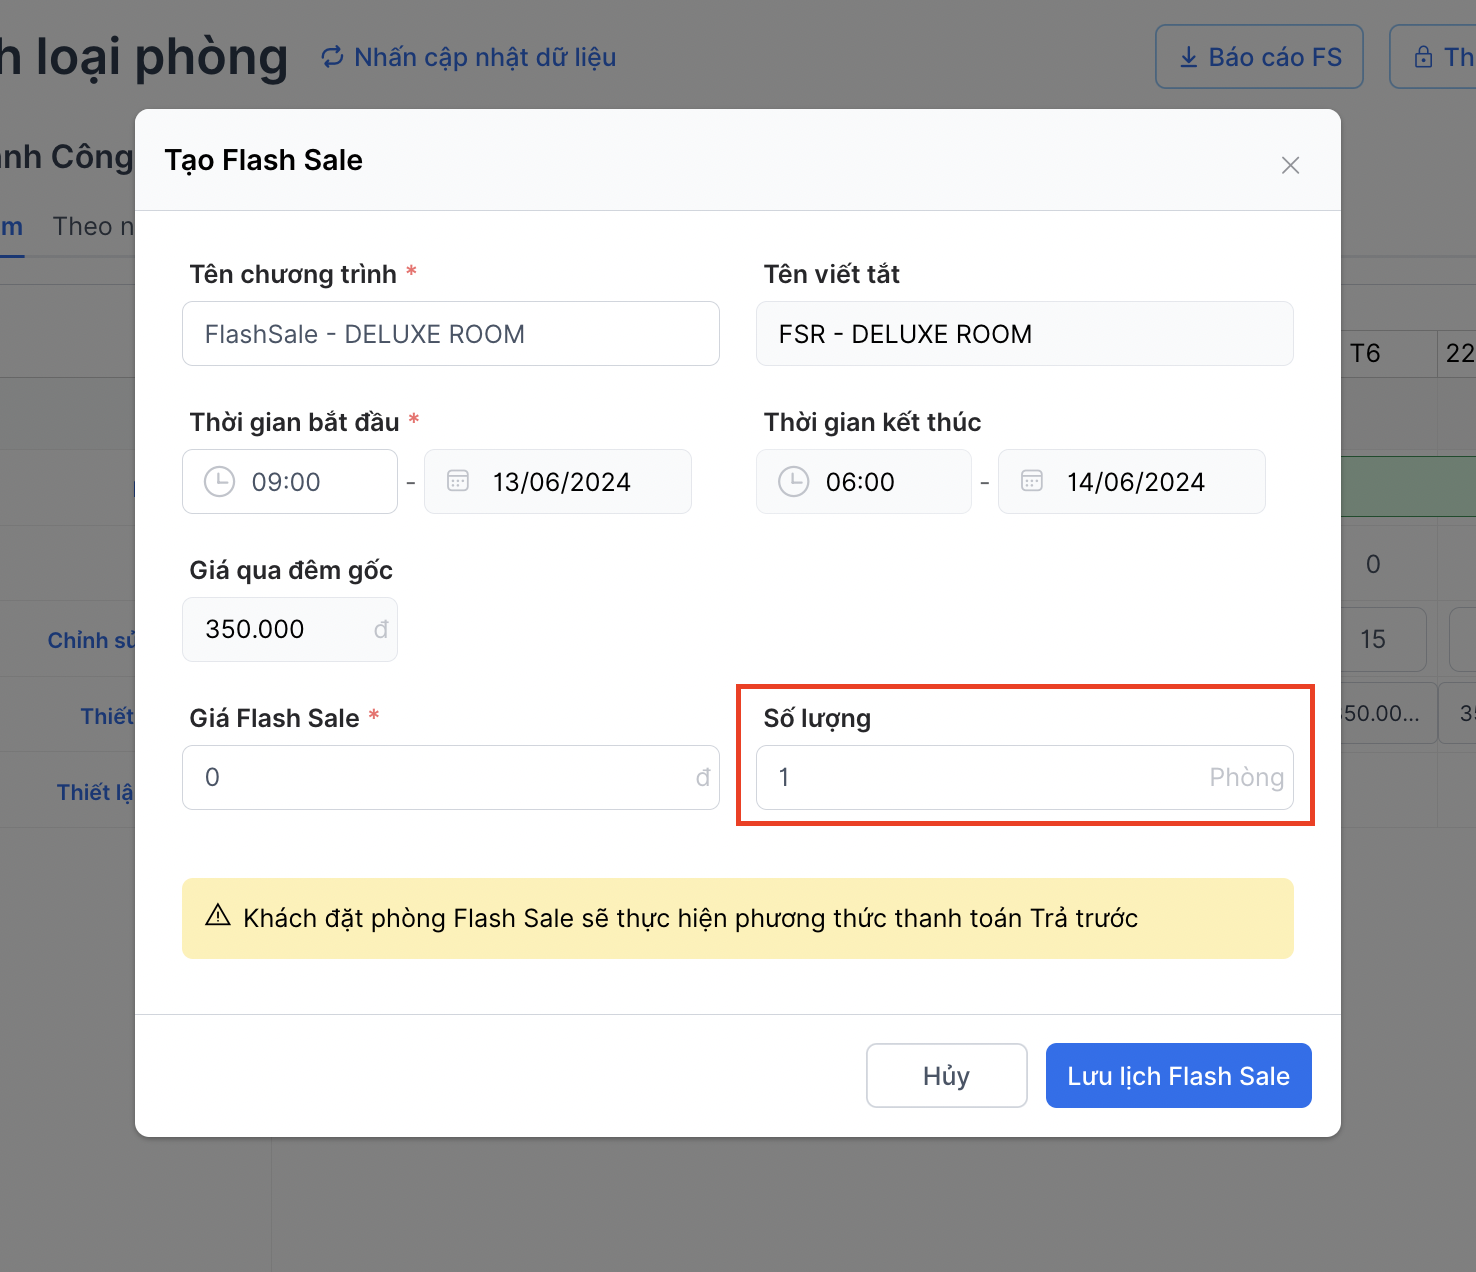 h loại phòng
Nhấn cập nhật dữ liệu
Báo cáo FS
Th
ành Công
m
Theo n
Tạo Flash Sale
Tên chương trình *
Tên viết tắt
FlashSale - DELUXE ROOM
FSR - DELUXE ROOM
T6
22
Thời gian bắt đầu *
Thời gian kết thúc
09:00 - 13/06/2024
06:00 - 14/06/2024
Giá qua đêm gốc
0
350.000 đ
Chỉnh sử
15
Giá Flash Sale *
Số lượng
Thiết
50.00...
0 đ
1 Phòng
Thiết lậ
Khách đặt phòng Flash Sale sẽ thực hiện phương thức thanh toán Trả trước
Hủy
Lưu lịch Flash Sale